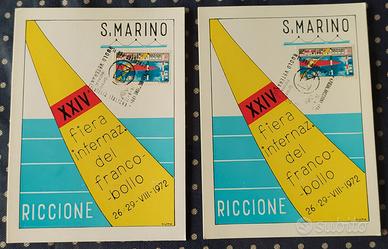 S. MARINO
XXIV
fiera
internaz.
del
franco-
-bollo
26-29-VIII-1972
RICCIONE
S. MARINO
XXIV
fiera
internaz.
del
franco-
-bollo
26-29-VIII-1972
RICCIONE
subito